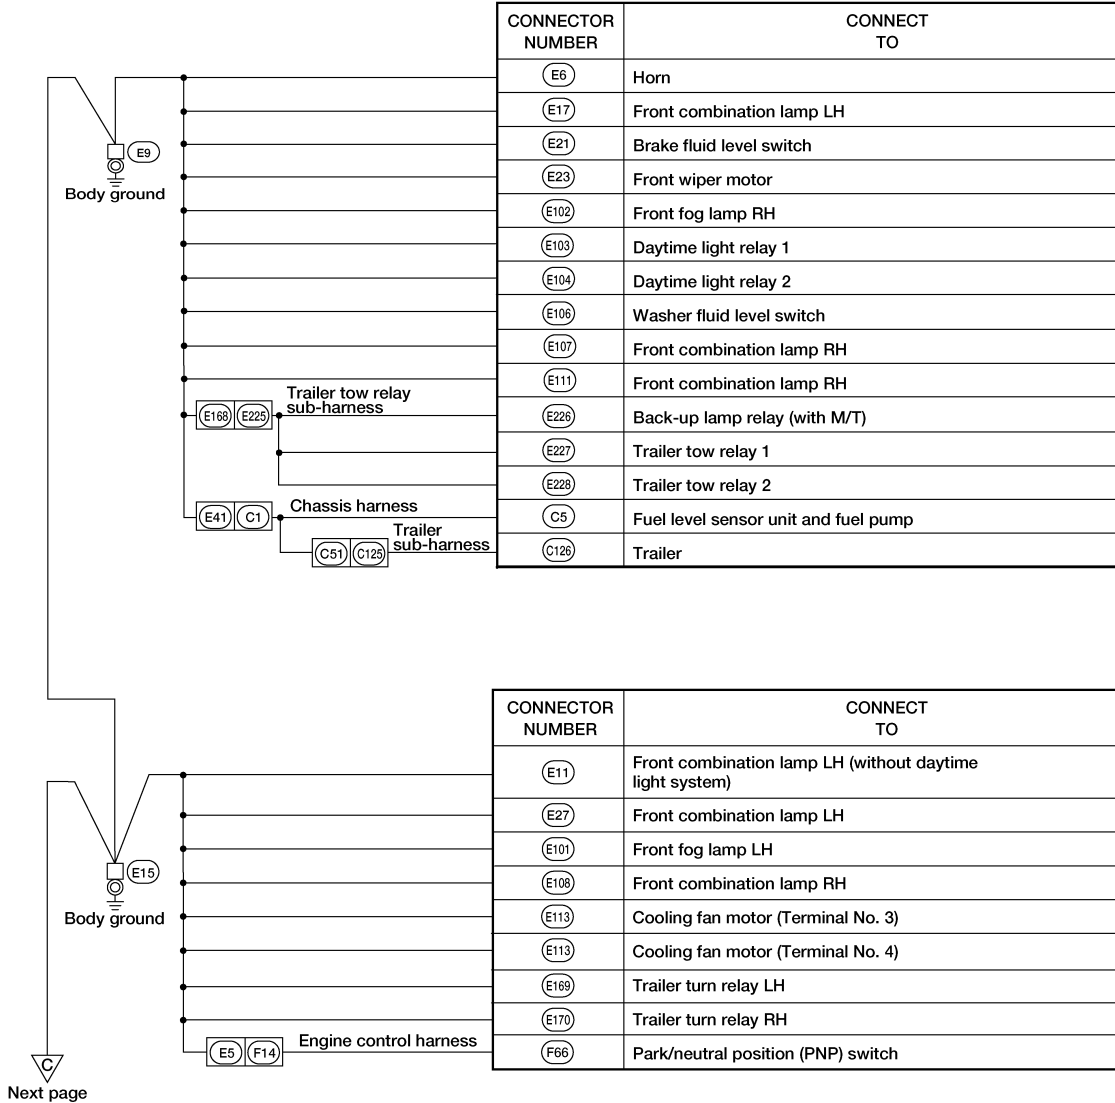 CONNECTOR NUMBER
CONNECT TO
E6 Horn
E17 Front combination lamp LH
E21 Brake fluid level switch
E9
E23 Front wiper motor
Body ground
E102 Front fog lamp RH
E103 Daytime light relay 1
E104 Daytime light relay 2
E106 Washer fluid level switch
E107 Front combination lamp RH
E111 Front combination lamp RH
Trailer tow relay
sub-harness
E168 E225
E226 Back-up lamp relay (with M/T)
E227 Trailer tow relay 1
E228 Trailer tow relay 2
Chassis harness
E41 C1
C5 Fuel level sensor unit and fuel pump
Trailer
sub-harness
C51 C125
C126 Trailer
CONNECTOR NUMBER
CONNECT TO
E11 Front combination lamp LH (without daytime
light system)
E27 Front combination lamp LH
E101 Front fog lamp LH
E15
E108 Front combination lamp RH
Body ground
E113 Cooling fan motor (Terminal No. 3)
E113 Cooling fan motor (Terminal No. 4)
E169 Trailer turn relay LH
E170 Trailer turn relay RH
Engine control harness
E5 F14
F66 Park/neutral position (PNP) switch
C
Next page